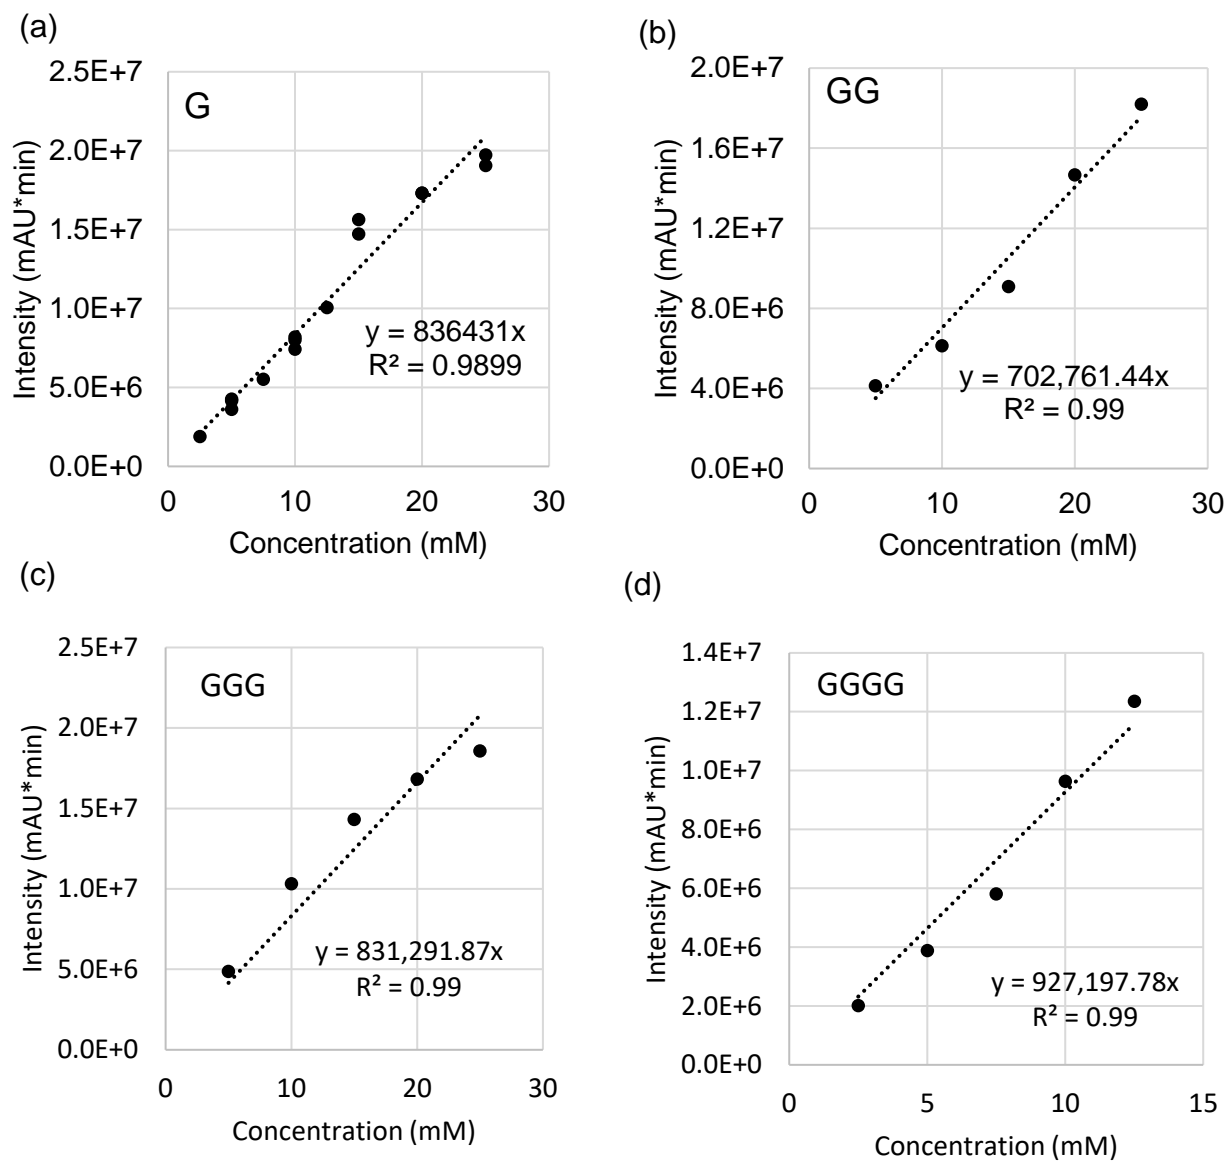 (a)
2.5E+7
2.0E+7
1.5E+7
1.0E+7
5.0E+6
0.0E+0
Intensity (mAU*min)
G
y = 836431x
R² = 0.9899
0 10 20 30
Concentration (mM)
(b)
2.0E+7
1.6E+7
1.2E+7
8.0E+6
4.0E+6
0.0E+0
Intensity (mAU*min)
GG
y = 702,761.44x
R² = 0.99
0 10 20 30
Concentration (mM)
(c)
2.5E+7
2.0E+7
1.5E+7
1.0E+7
5.0E+6
0.0E+0
Intensity (mAU*min)
GGG
y = 831,291.87x
R² = 0.99
0 10 20 30
Concentration (mM)
(d)
1.4E+7
1.2E+7
1.0E+7
8.0E+6
6.0E+6
4.0E+6
2.0E+6
0.0E+0
Intensity (mAU*min)
GGGG
y = 927,197.78x
R² = 0.99
0 5 10 15
Concentration (mM)